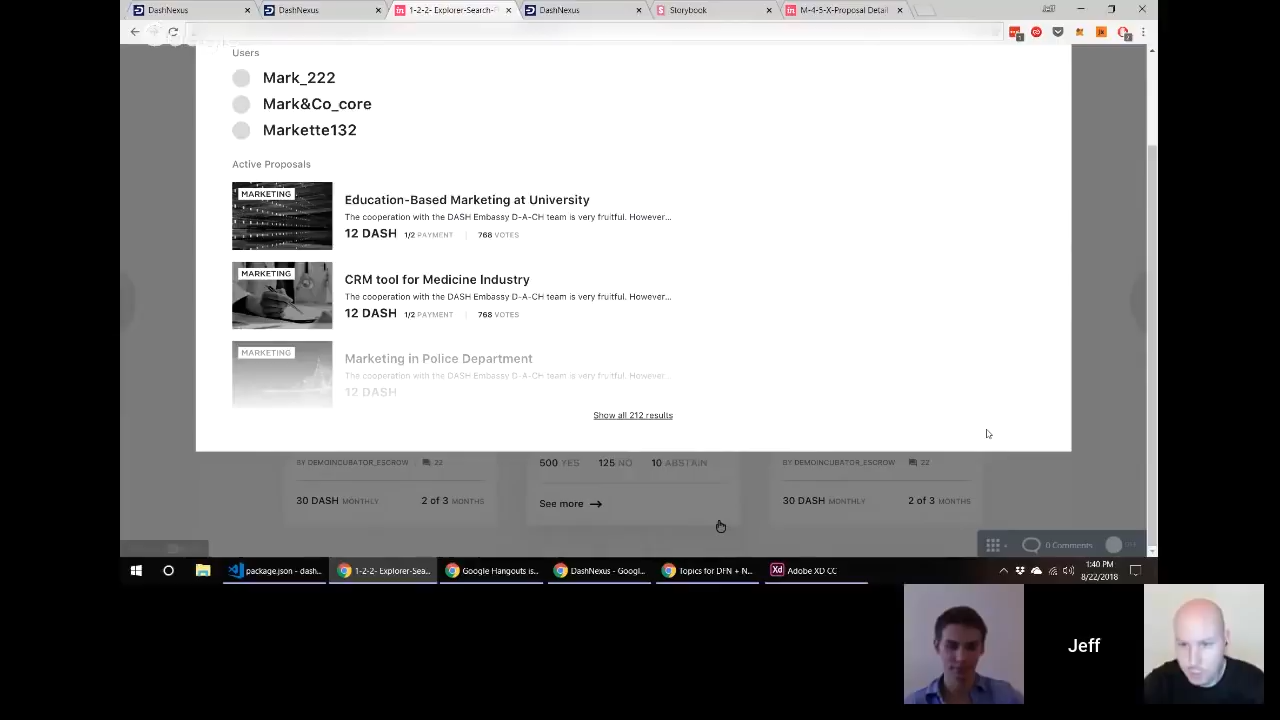 DashNexus
DashNexus
1-2-2- Explorer-Search-
DashNexus
Storybook
M-4-5-X-Proposal Detail
Users
Mark_222
Mark&Co_core
Markette132
Active Proposals
MARKETING
Education-Based Marketing at University
The cooperation with the DASH Embassy D-A-CH team is very fruitful. However...
12 DASH 1/2 PAYMENT | 768 VOTES
MARKETING
CRM tool for Medicine Industry
The cooperation with the DASH Embassy D-A-CH team is very fruitful. However...
12 DASH 1/2 PAYMENT | 768 VOTES
MARKETING
Marketing in Police Department
The cooperation with the DASH Embassy D-A-CH team is very fruitful. However...
12 DASH
Show all 212 results
BY DEMOINCUBATOR_ESCROW 22
500 YES 125 NO 10 ABSTAIN
BY DEMOINCUBATOR_ESCROW 22
30 DASH MONTHLY 2 of 3 MONTHS
See more →
30 DASH MONTHLY 2 of 3 MONTHS
0 Comments
package.json - dash...
1-2-2- Explorer-Sea...
Google Hangouts is...
DashNexus - Googl...
Topics for DFN + N...
Adobe XD CC
1:40 PM
8/22/2018
Jeff